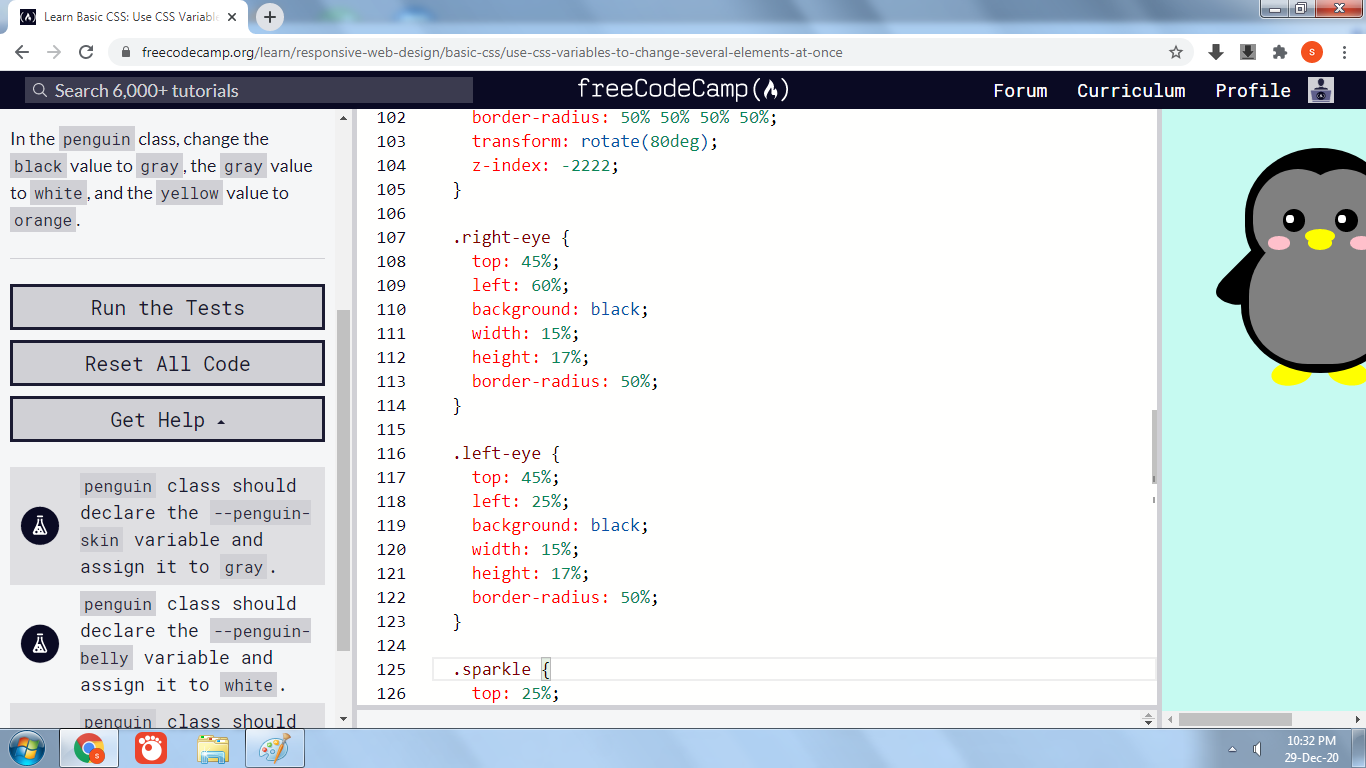 Learn Basic CSS: Use CSS Variable
freecodecamp.org/learn/responsive-web-design/basic-css/use-css-variables-to-change-several-elements-at-once
S
Search 6,000+ tutorials
freeCodeCamp
Forum
Curriculum
Profile
In the penguin class, change the
black value to gray, the gray value
to white, and the yellow value to
orange.
Run the Tests
Reset All Code
Get Help
penguin class should
declare the --penguin-
skin variable and
assign it to gray.
penguin class should
declare the --penguin-
belly variable and
assign it to white.
penguin class should
102 border-radius: 50% 50% 50% 50%;
103 transform: rotate(80deg);
104 z-index: -2222;
105 }
106
107 .right-eye {
108 top: 45%;
109 left: 60%;
110 background: black;
111 width: 15%;
112 height: 17%;
113 border-radius: 50%;
114 }
115
116 .left-eye {
117 top: 45%;
118 left: 25%;
119 background: black;
120 width: 15%;
121 height: 17%;
122 border-radius: 50%;
123 }
124
125 .sparkle {
126 top: 25%;
S
10:32 PM
29-Dec-20